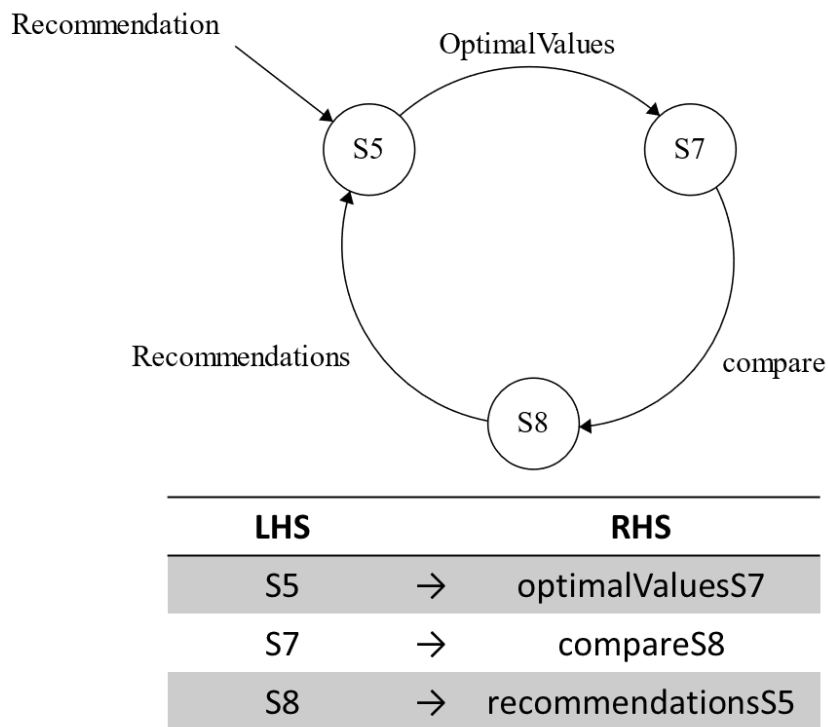 Recommendation
OptimalValues
S5
S7
Recommendations
compare
S8
LHS RHS
S5 → optimalValuesS7
S7 → compareS8
S8 → recommendationsS5